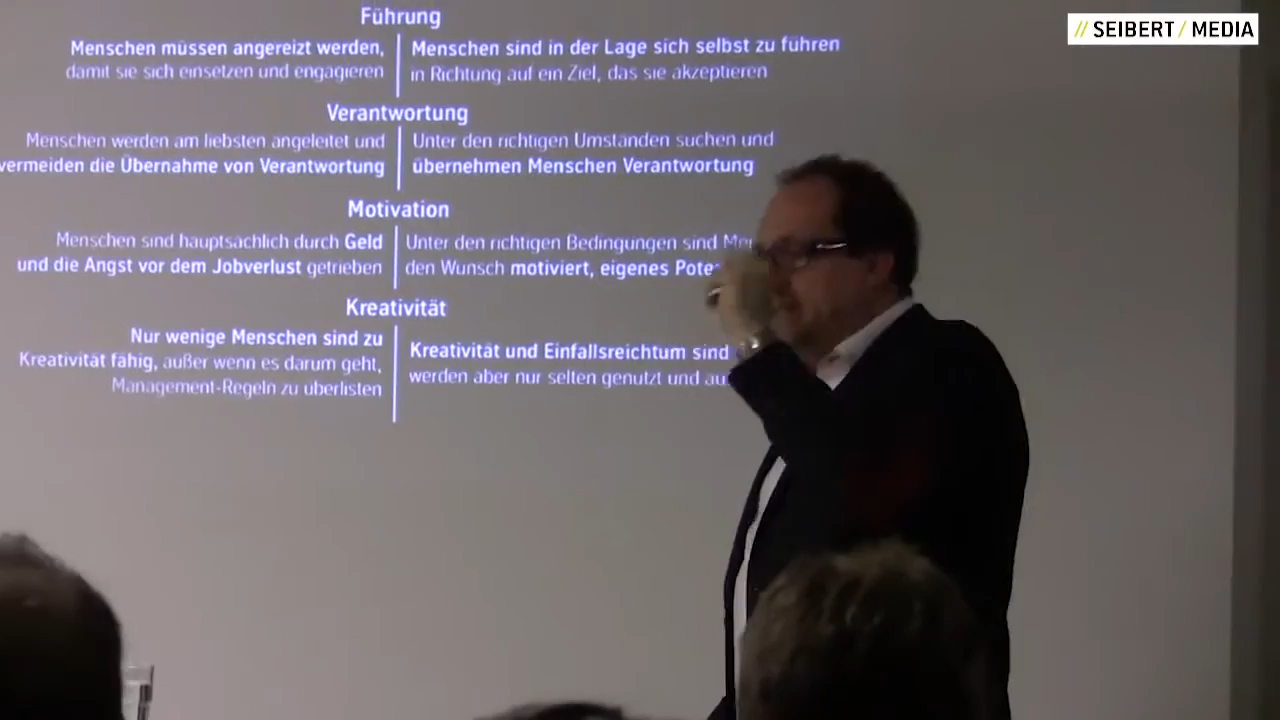 // SEIBERT / MEDIA
Führung
Menschen müssen angereizt werden,
damit sie sich einsetzen und engagieren
Menschen sind in der Lage sich selbst zu führen
in Richtung auf ein Ziel, das sie akzeptieren
Verantwortung
Menschen werden am liebsten angeleitet und
vermeiden die Übernahme von Verantwortung
Unter den richtigen Umständen suchen und
übernehmen Menschen Verantwortung
Motivation
Menschen sind hauptsächlich durch Geld
und die Angst vor dem Jobverlust getrieben
Unter den richtigen Bedingungen sind
den Wunsch motiviert, eigenes
Kreativität
Nur wenige Menschen sind zu
Kreativität fähig, außer wenn es darum geht,
Management-Regeln zu überlisten
Kreativität und Einfallsreichtum sind
werden aber nur selten genutzt und